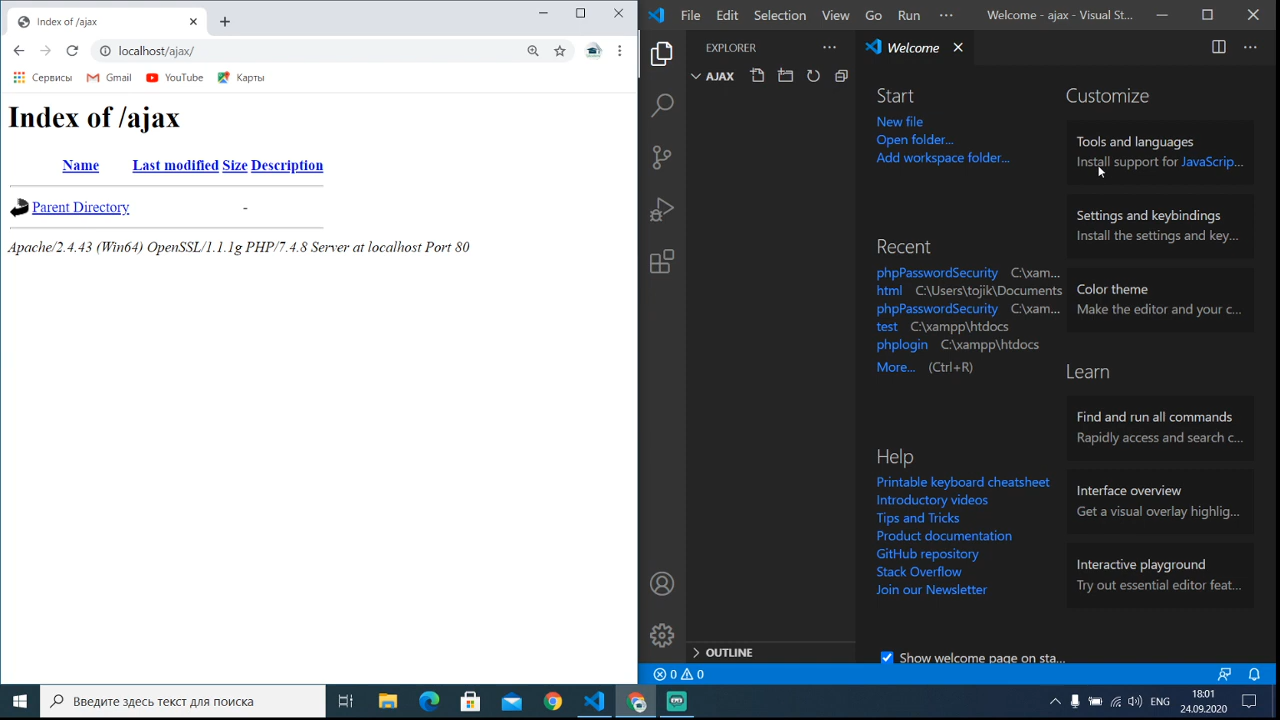 Index of /ajax
localhost/ajax/
Сервисы Gmail YouTube Карты
Index of /ajax
Name Last modified Size Description
Parent Directory -
Apache/2.4.43 (Win64) OpenSSL/1.1.1g PHP/7.4.8 Server at localhost Port 80
File Edit Selection View Go Run ··· Welcome - ajax - Visual St...
EXPLORER ···
AJAX
Welcome
Start
New file
Open folder...
Add workspace folder...
Recent
phpPasswordSecurity C:\xam...
html C:\Users\tojik\Documents
phpPasswordSecurity C:\xam...
test C:\xampp\htdocs
phplogin C:\xampp\htdocs
More... (Ctrl+R)
Help
Printable keyboard cheatsheet
Introductory videos
Tips and Tricks
Product documentation
GitHub repository
Stack Overflow
Join our Newsletter
Show welcome page on sta...
Customize
Tools and languages
Install support for JavaScrip...
Settings and keybindings
Install the settings and key...
Color theme
Make the editor and your c...
Learn
Find and run all commands
Rapidly access and search c...
Interface overview
Get a visual overlay highlig...
Interactive playground
Try out essential editor feat...
OUTLINE
0 0
Введите здесь текст для поиска
ENG
18:01
24.09.2020